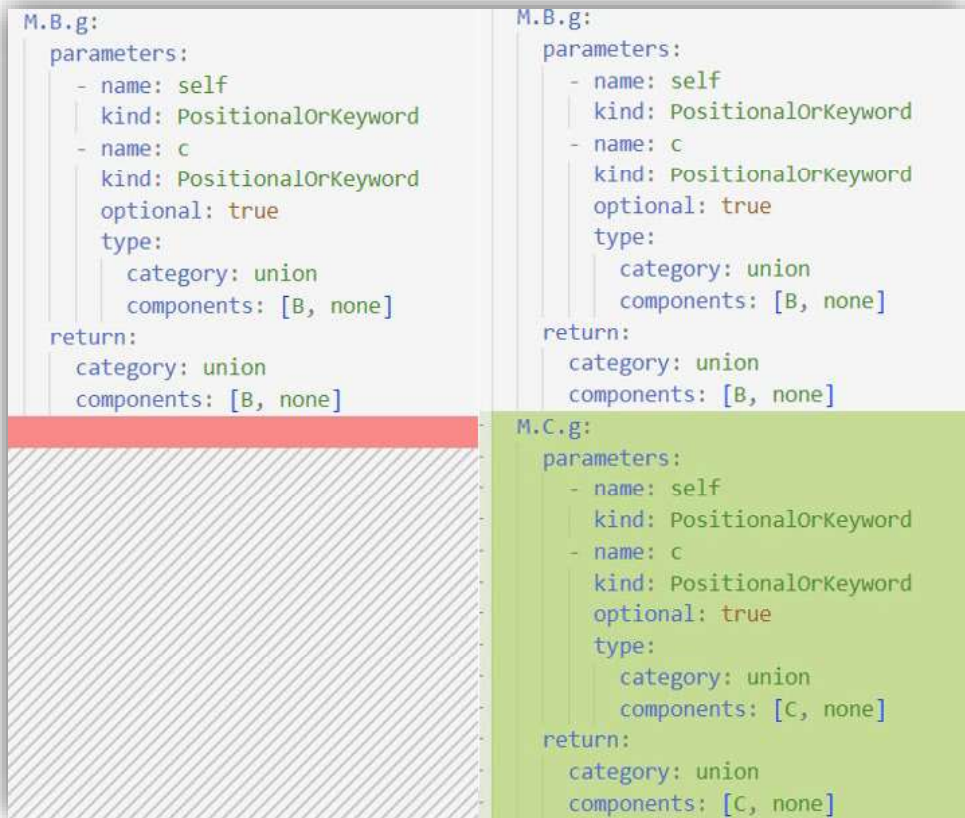 M.B.g:
  parameters:
    - name: self
      kind: PositionalOrKeyword
    - name: c
      kind: PositionalOrKeyword
      optional: true
      type:
        category: union
        components: [B, none]
  return:
    category: union
    components: [B, none]
M.B.g:
  parameters:
    - name: self
      kind: PositionalOrKeyword
    - name: c
      kind: PositionalOrKeyword
      optional: true
      type:
        category: union
        components: [B, none]
  return:
    category: union
    components: [B, none]
M.C.g:
  parameters:
    - name: self
      kind: PositionalOrKeyword
    - name: c
      kind: PositionalOrKeyword
      optional: true
      type:
        category: union
        components: [C, none]
  return:
    category: union
    components: [C, none]